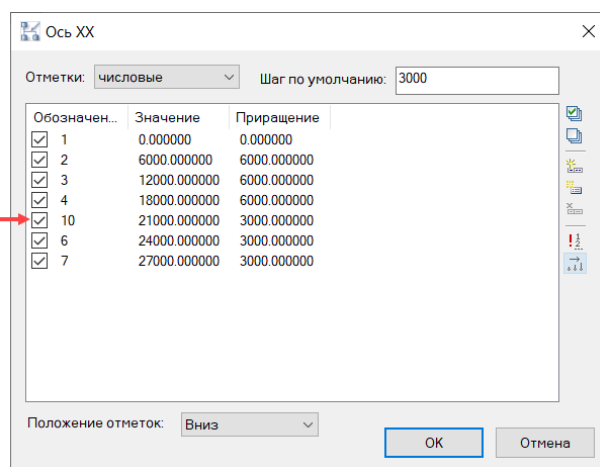 Ось XX
Отметки: числовые Шаг по умолчанию: 3000
Обозначен... Значение Приращение
1 0.000000 0.000000
2 6000.000000 6000.000000
3 12000.000000 6000.000000
4 18000.000000 6000.000000
10 21000.000000 3000.000000
6 24000.000000 3000.000000
7 27000.000000 3000.000000
Положение отметок: Вниз
OK Отмена